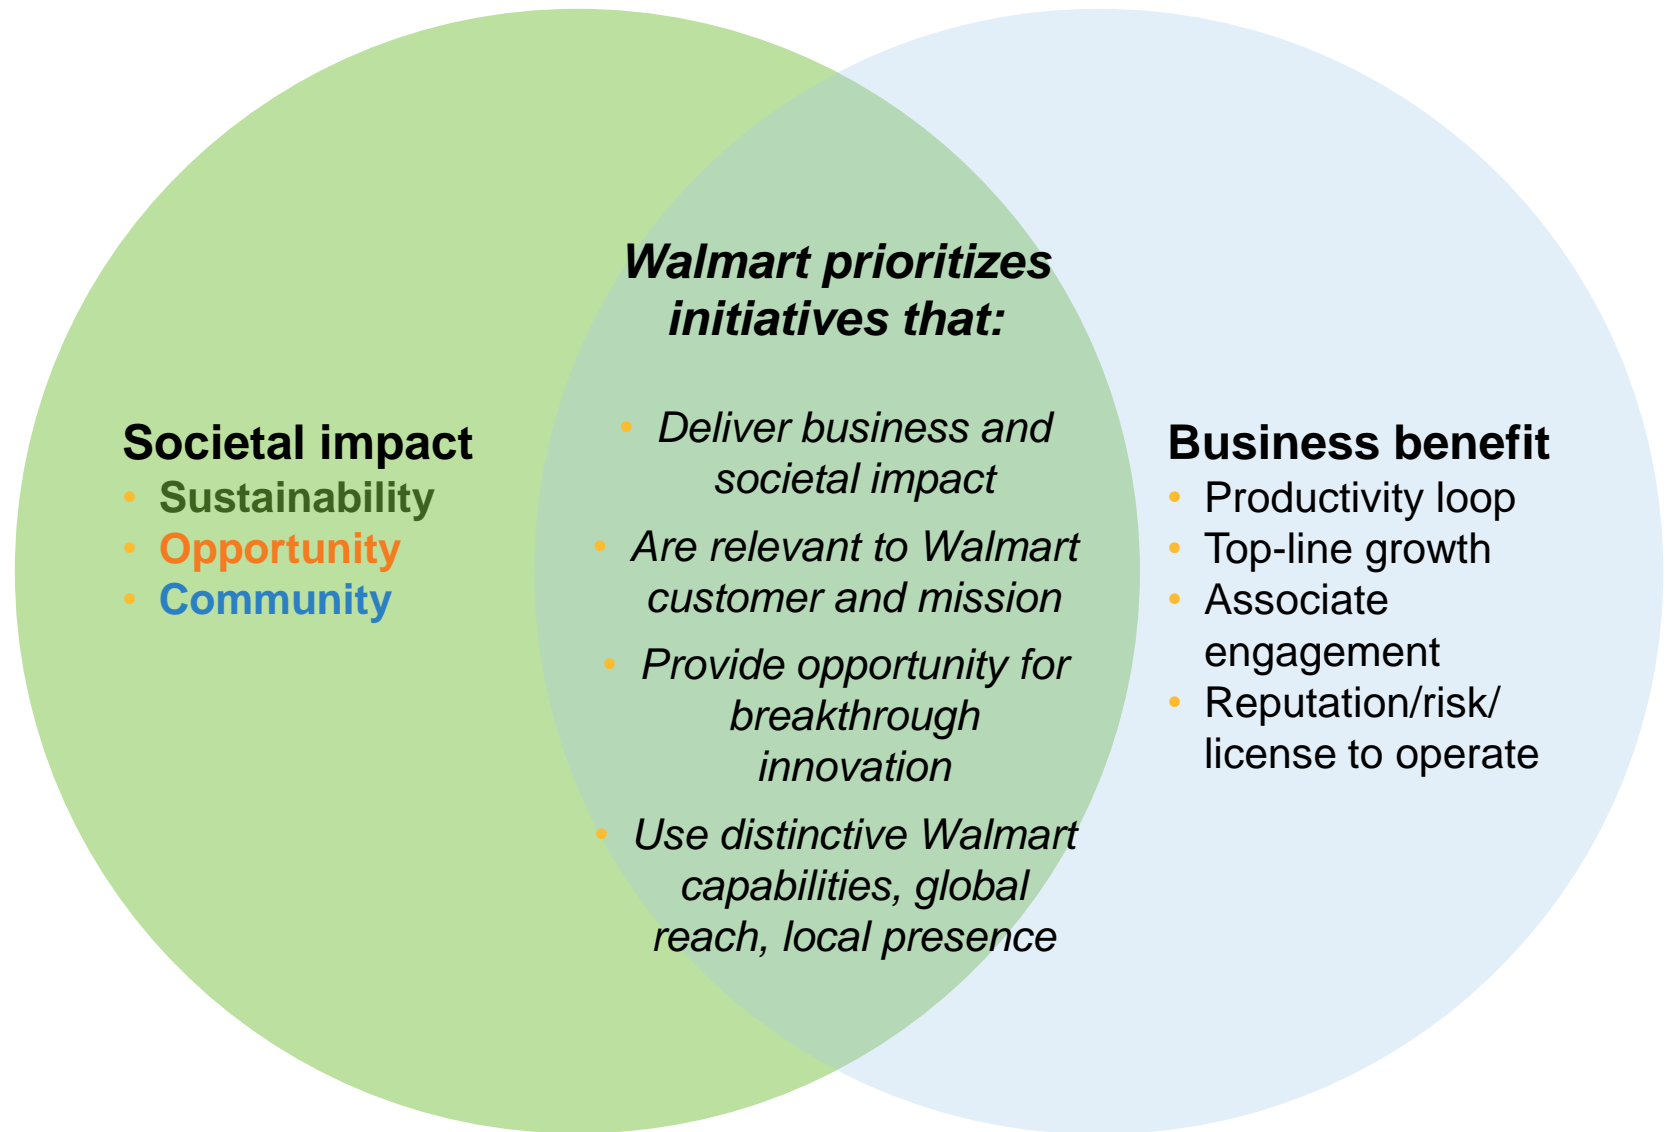 Walmart prioritizes
initiatives that:
Societal impact
• Sustainability
• Opportunity
• Community
• Deliver business and
societal impact
• Are relevant to Walmart
customer and mission
• Provide opportunity for
breakthrough
innovation
• Use distinctive Walmart
capabilities, global
reach, local presence
Business benefit
• Productivity loop
• Top-line growth
• Associate
engagement
• Reputation/risk/
license to operate